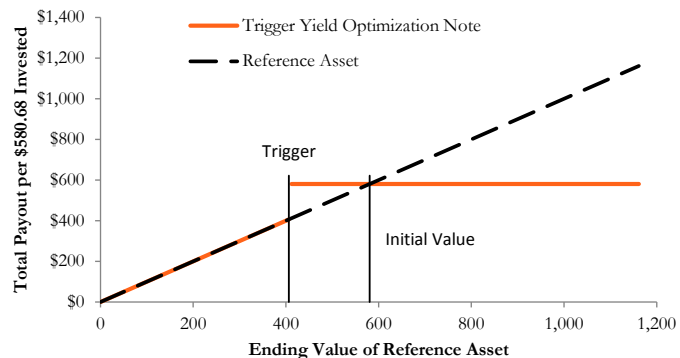 Total Payout per $580.68 Invested
$1,400
$1,200
$1,000
$800
$600
$400
$200
$0
Trigger Yield Optimization Note
Reference Asset
Trigger
Initial Value
0
200
400
600
800
1,000
1,200
Ending Value of Reference Asset